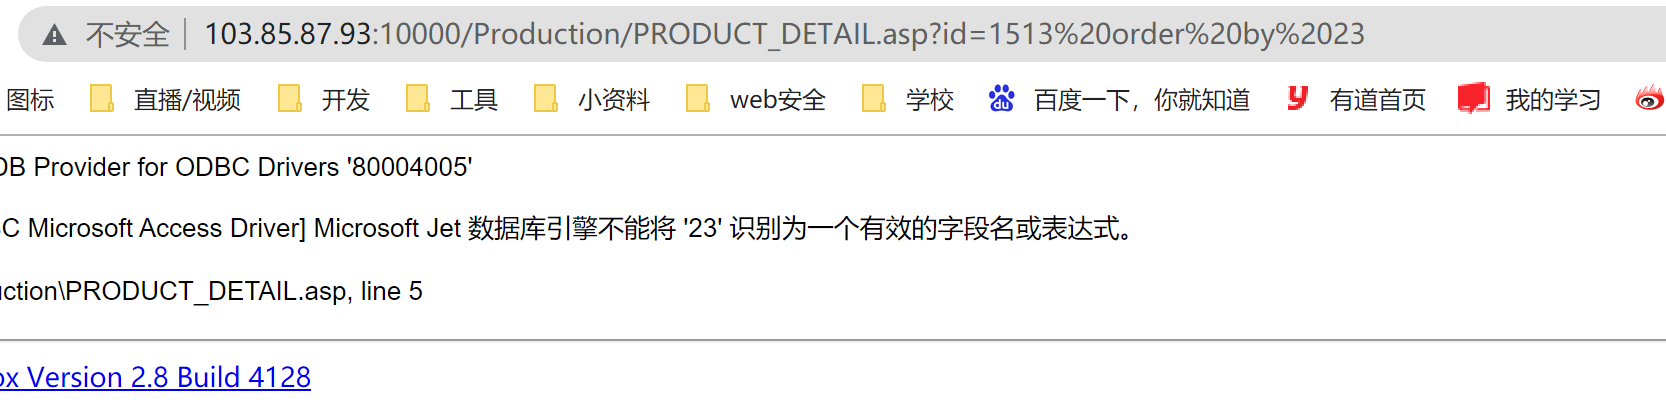 不安全 103.85.87.93:10000/Production/PRODUCT_DETAIL.asp?id=1513%20order%20by%2023
图标 直播/视频 开发 工具 小资料 web安全 学校 百度一下，你就知道 有道首页 我的学习
DB Provider for ODBC Drivers '80004005'
C Microsoft Access Driver] Microsoft Jet 数据库引擎不能将 '23' 识别为一个有效的字段名或表达式。
uction\PRODUCT_DETAIL.asp, line 5
ox Version 2.8 Build 4128